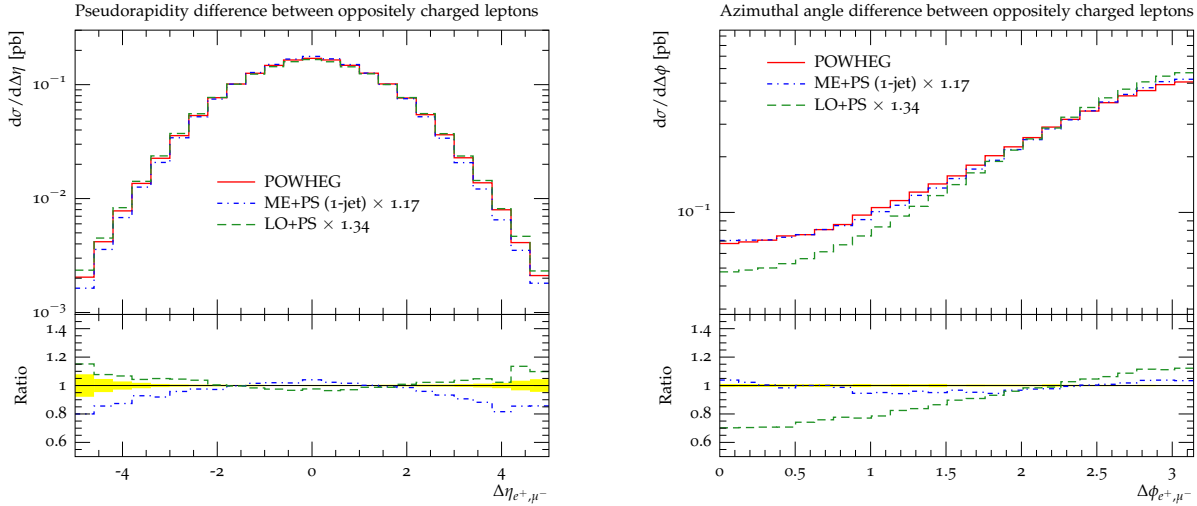 Pseudorapidity difference between oppositely charged leptons
dσ/dΔη [pb]
10⁻¹
10⁻²
10⁻³
POWHEG
ME+PS (1-jet) × 1.17
LO+PS × 1.34
Ratio
1.4
1.2
1
0.8
0.6
-4 -2 0 2 4
Δη_{e⁺,μ⁻}
Azimuthal angle difference between oppositely charged leptons
dσ/dΔϕ [pb]
10⁻¹
POWHEG
ME+PS (1-jet) × 1.17
LO+PS × 1.34
Ratio
1.4
1.2
1
0.8
0.6
0 0.5 1 1.5 2 2.5 3
Δϕ_{e⁺,μ⁻}